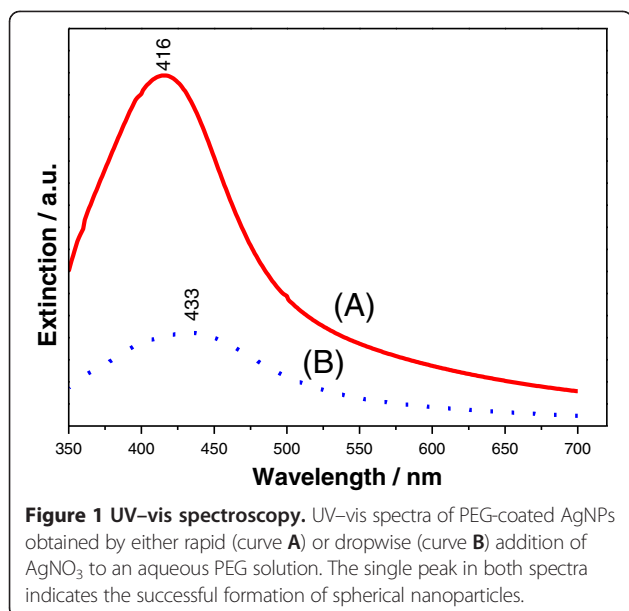 416
433
(A)
(B)
Extinction / a.u.
350 400 450 500 550 600 650 700
Wavelength / nm
Figure 1 UV–vis spectroscopy. UV–vis spectra of PEG-coated AgNPs
obtained by either rapid (curve A) or dropwise (curve B) addition of
AgNO₃ to an aqueous PEG solution. The single peak in both spectra
indicates the successful formation of spherical nanoparticles.